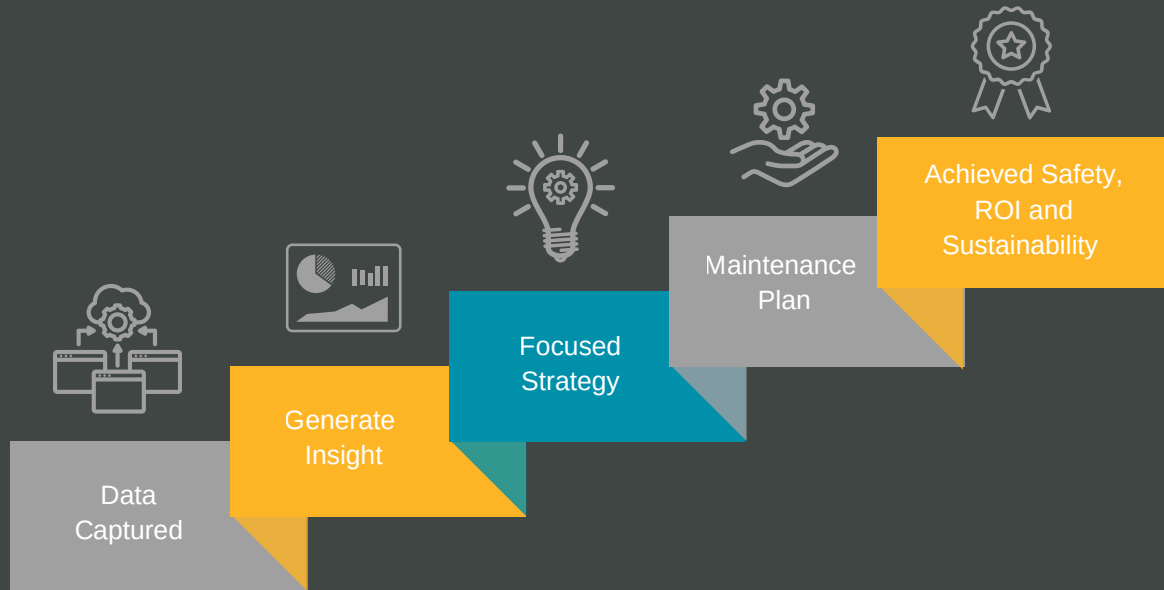 Data
Captured
Generate
Insight
Focused
Strategy
Maintenance
Plan
Achieved Safety,
ROI and
Sustainability